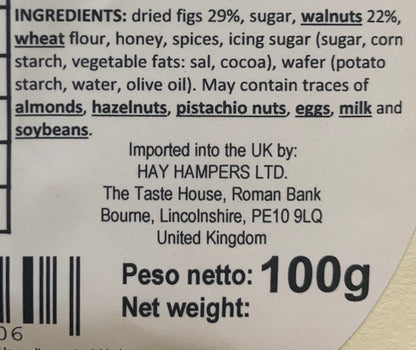 INGREDIENTS: dried figs 29%, sugar, walnuts 22%,
wheat flour, honey, spices, icing sugar (sugar, corn
starch, vegetable fats: sal, cocoa), wafer (potato
starch, water, olive oil). May contain traces of
almonds, hazelnuts, pistachio nuts, eggs, milk and
soybeans.
Imported into the UK by:
HAY HAMPERS LTD.
The Taste House, Roman Bank
Bourne, Lincolnshire, PE10 9LQ
United Kingdom
Peso netto: 100g
Net weight:
06